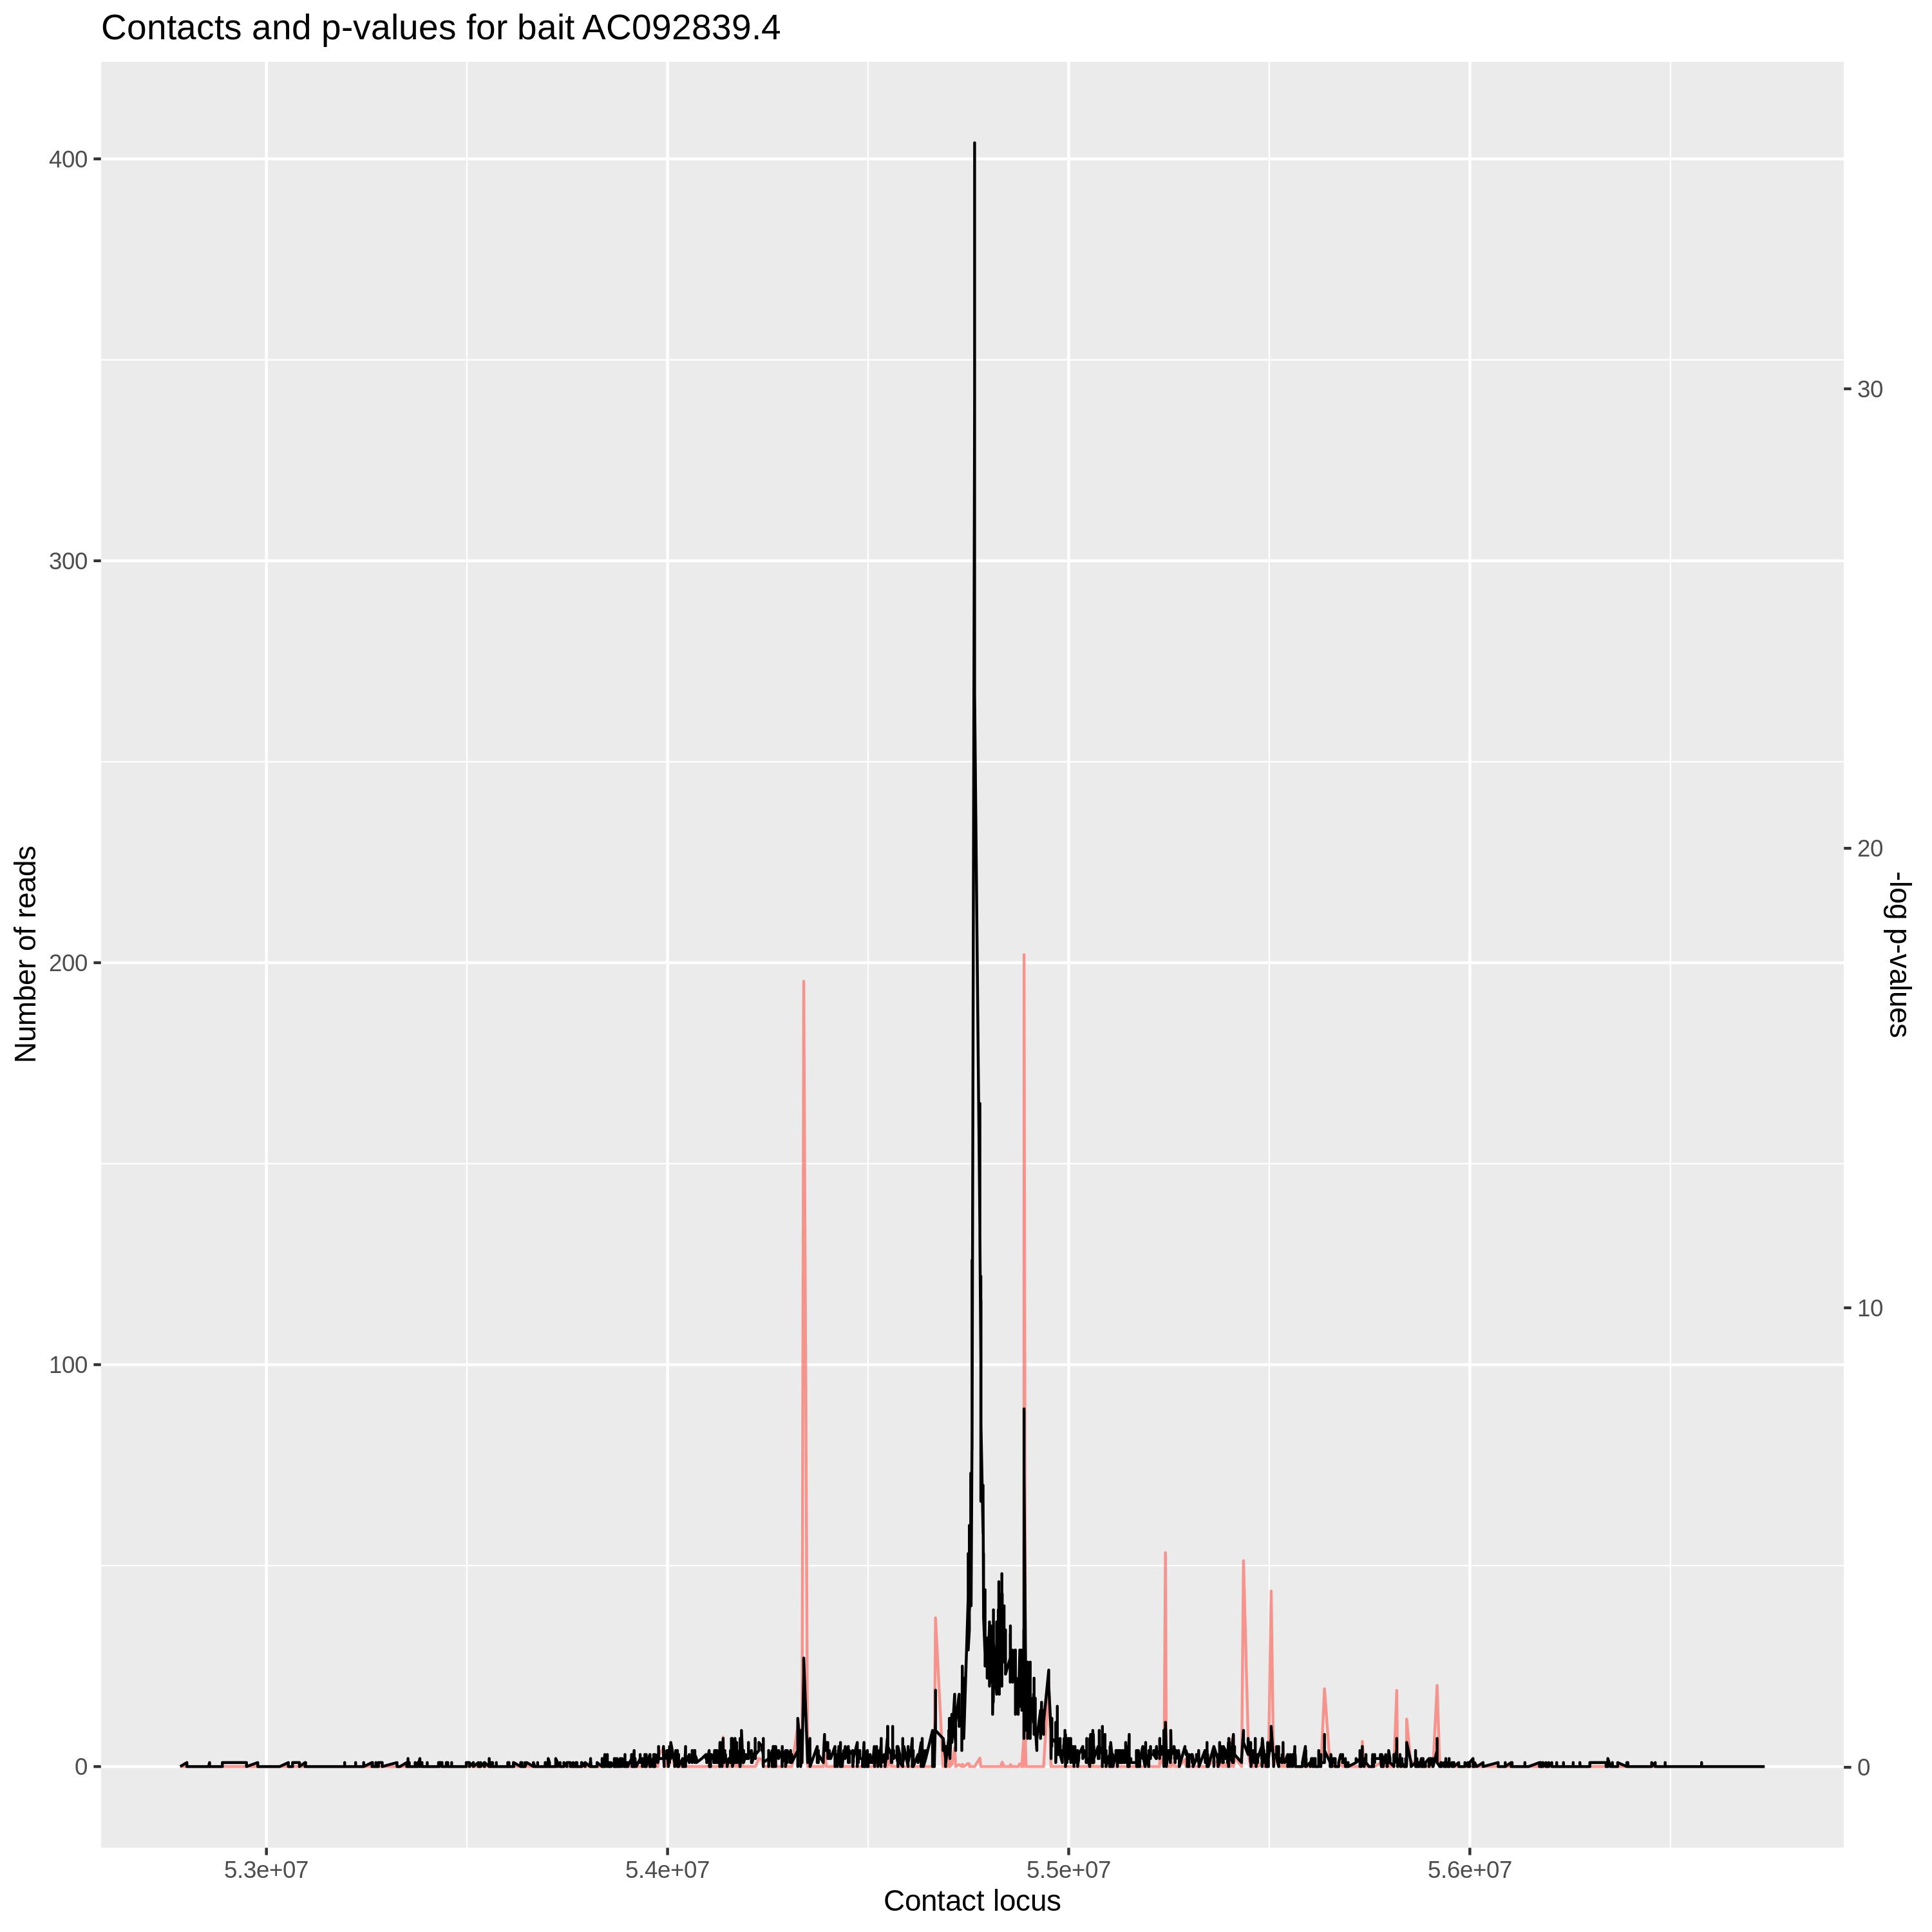 Contacts and p-values for bait AC092839.4
400
300
200
100
0
Number of reads
30
20
10
0
-log p-values
5.3e+07
5.4e+07
5.5e+07
5.6e+07
Contact locus